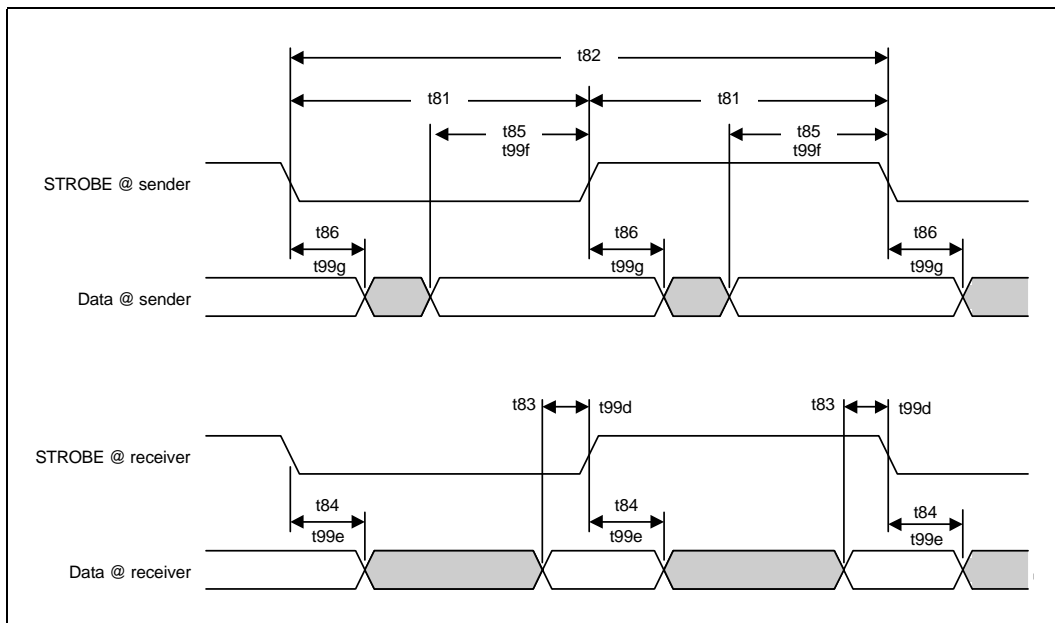 t82
t81 t81
t85 t85
t99f t99f
STROBE @ sender
t86 t86 t86
t99g t99g t99g
Data @ sender
t83 t99d t83 t99d
STROBE @ receiver
t84 t84 t84
t99e t99e t99e
Data @ receiver